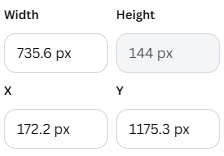 Width Height
735.6 px 144 px
X Y
172.2 px 1175.3 px